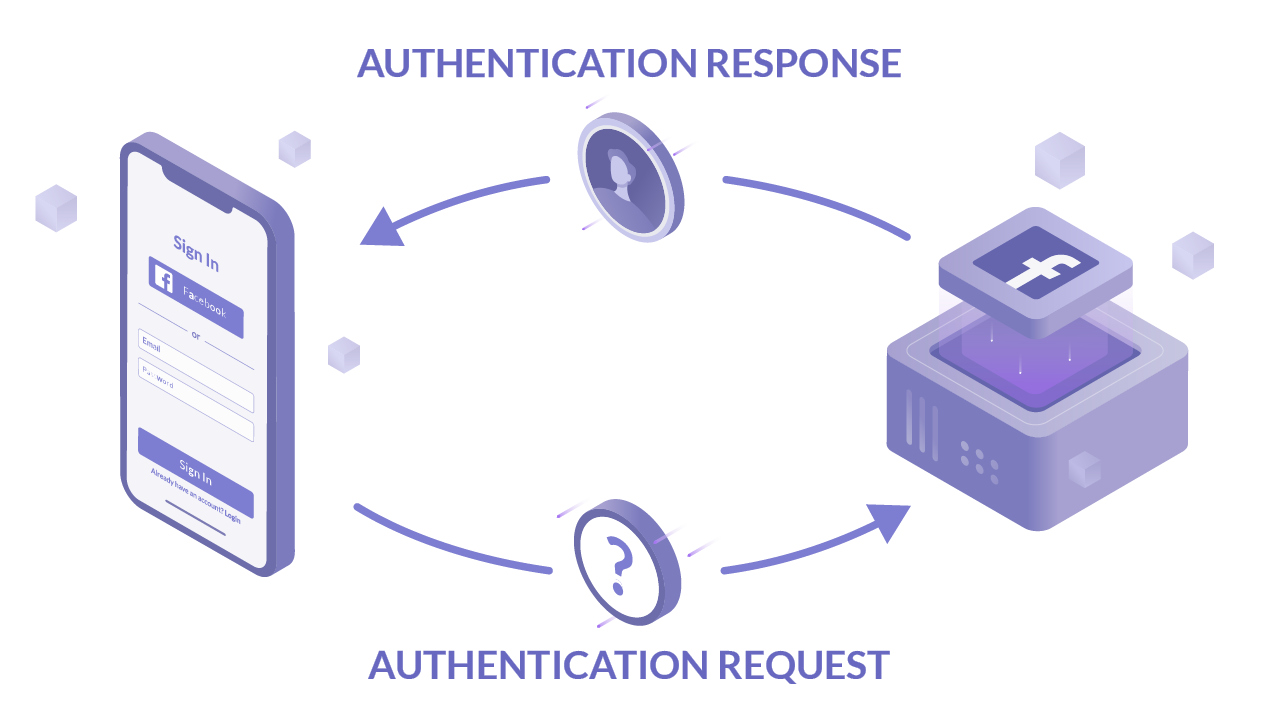 AUTHENTICATION RESPONSE
Sign In
Facebook
or
Email
Password
Sign In
Already have an account? Login
AUTHENTICATION REQUEST